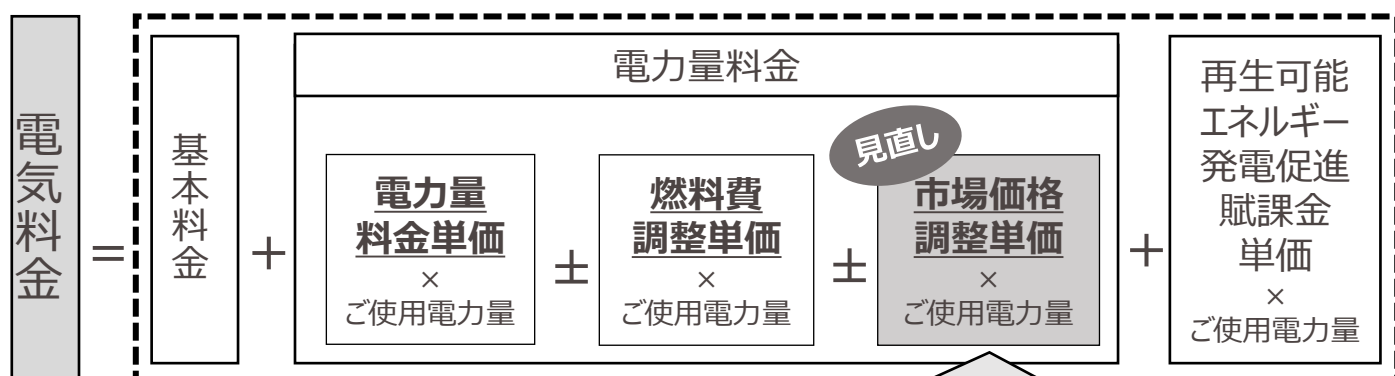 電気料金
=
基本料金
+
電力量料金
電力量
料金単価
×
ご使用電力量
±
燃料費
調整単価
×
ご使用電力量
±
見直し
市場価格
調整単価
×
ご使用電力量
+
再生可能
エネルギー
発電促進
賦課金
単価
×
ご使用電力量